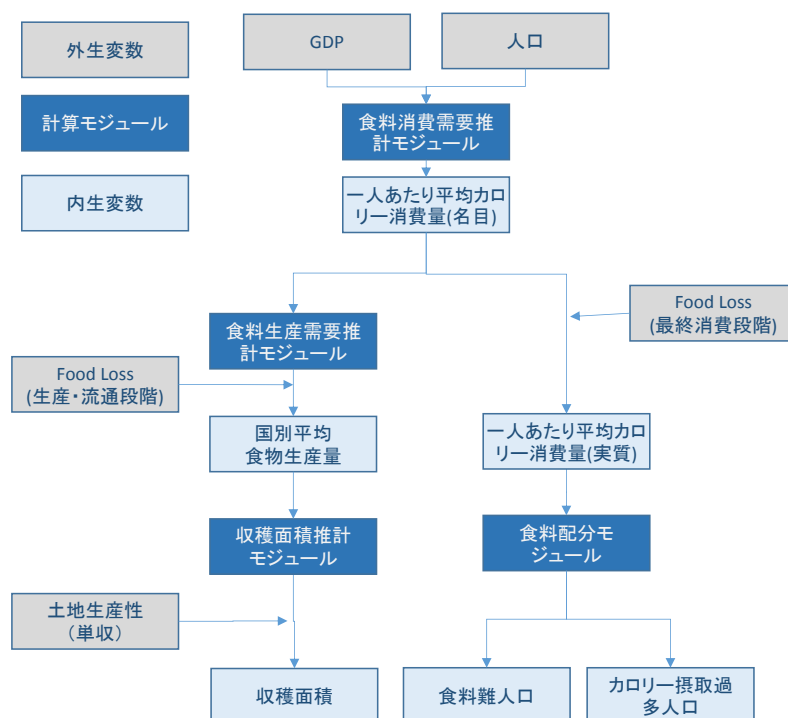 外生変数
GDP
人口
計算モジュール
食料消費需要推
計モジュール
内生変数
一人あたり平均カロ
リー消費量(名目)
食料生産需要推
計モジュール
Food Loss
(最終消費段階)
Food Loss
(生産・流通段階)
国別平均
食物生産量
一人あたり平均カロ
リー消費量(実質)
収穫面積推計
モジュール
食料配分モ
ジュール
土地生産性
（単収）
収穫面積
食料難人口
カロリー摂取過
多人口